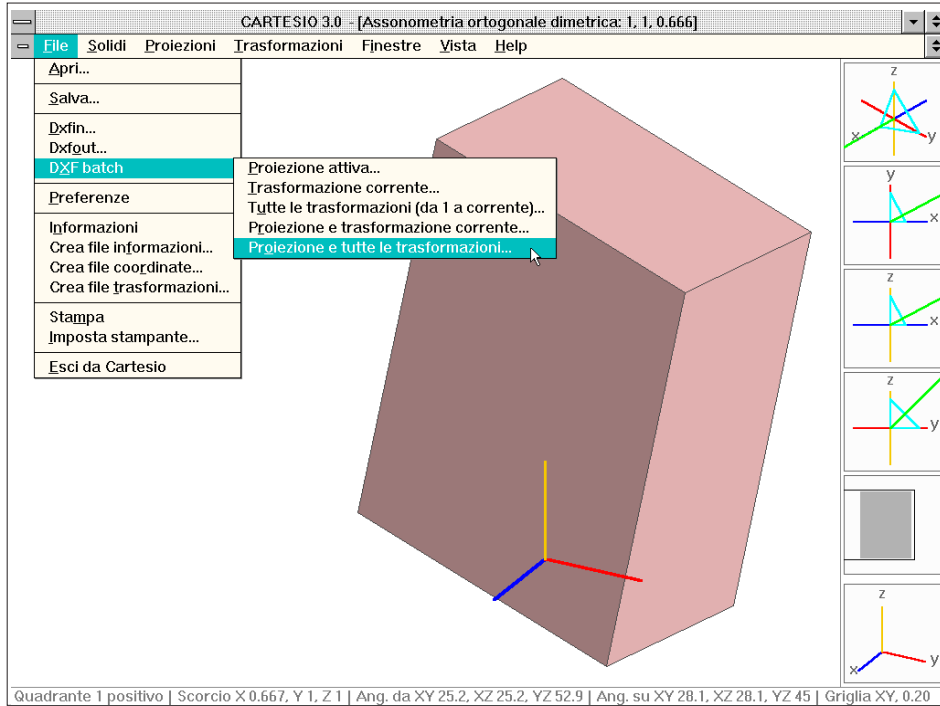 CARTESIO 3.0 - [Assonometria ortogonale dimetrica: 1, 1, 0.666]
File Solidi Proiezioni Trasformazioni Finestre Vista Help
Apri...
Salva...
Dxfin...
Dxfout...
DXF batch
Preferenze
Informazioni
Crea file informazioni...
Crea file coordinate...
Crea file trasformazioni...
Stampa
Imposta stampante...
Esci da Cartesio
Proiezione attiva...
Trasformazione corrente...
Tutte le trasformazioni (da 1 a corrente)...
Proiezione e trasformazione corrente...
Proiezione e tutte le trasformazioni...
z
x y
y
x
z
x
z
y
z
x y
Quadrante 1 positivo | Scorcio X 0.667, Y 1, Z 1 | Ang. da XY 25.2, XZ 25.2, YZ 52.9 | Ang. su XY 28.1, XZ 28.1, YZ 45 | Griglia XY, 0.20